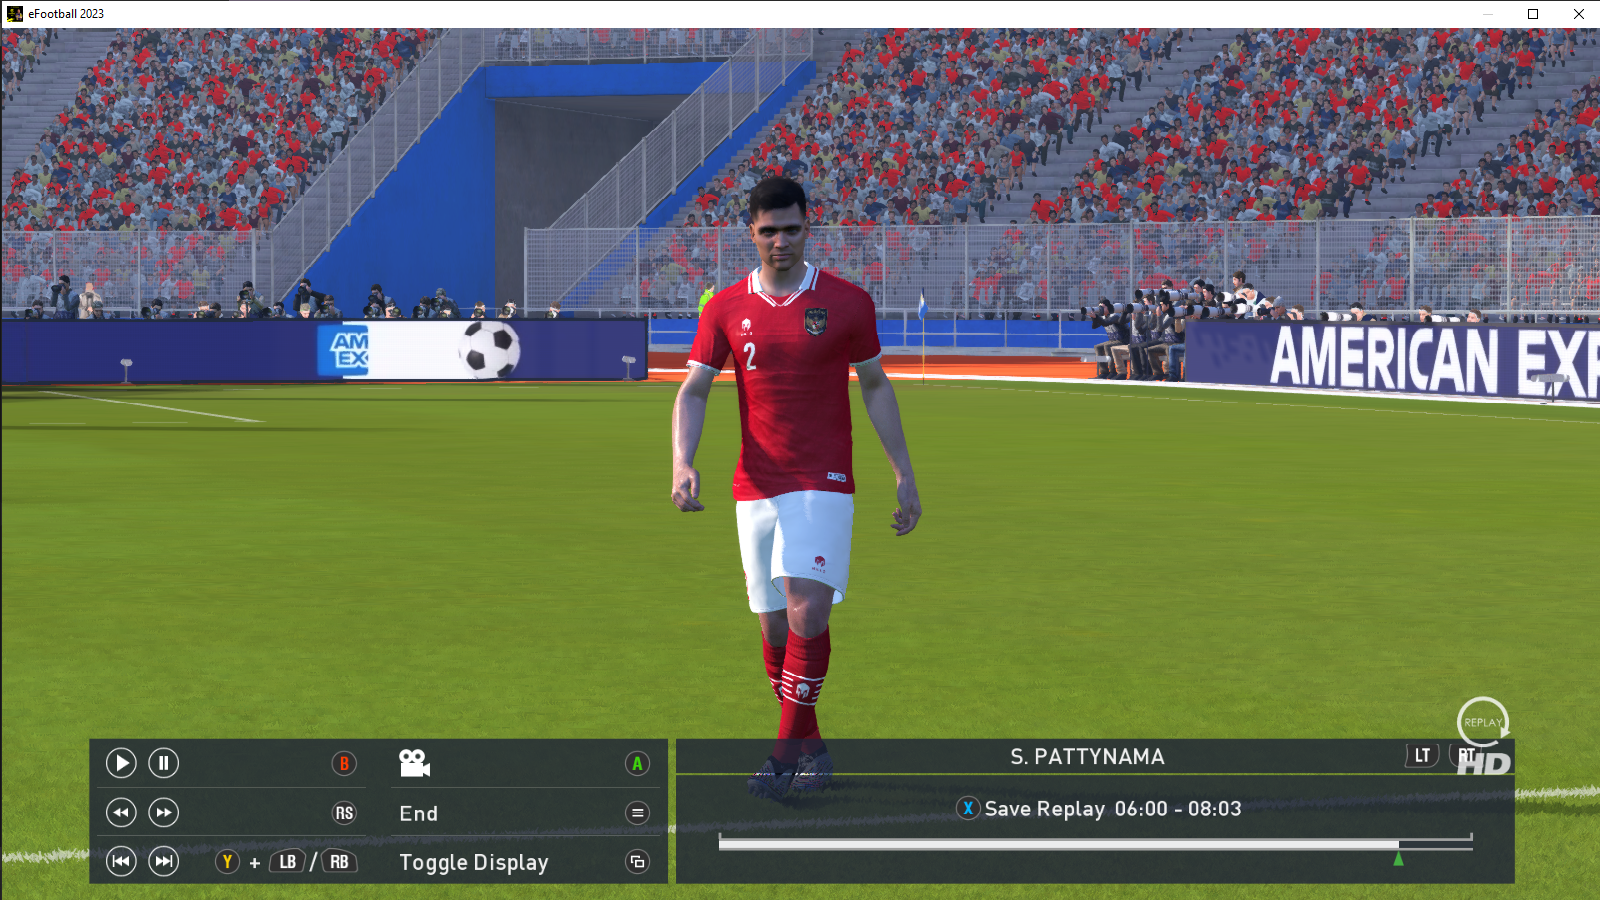 eFootball 2023
AM
EX
AMERICAN EXP
2
REPLAY
HD
B
A
S. PATTYNAMA
LT
RT
RS
End
X Save Replay 06:00 - 08:03
Y + LB / RB
Toggle Display